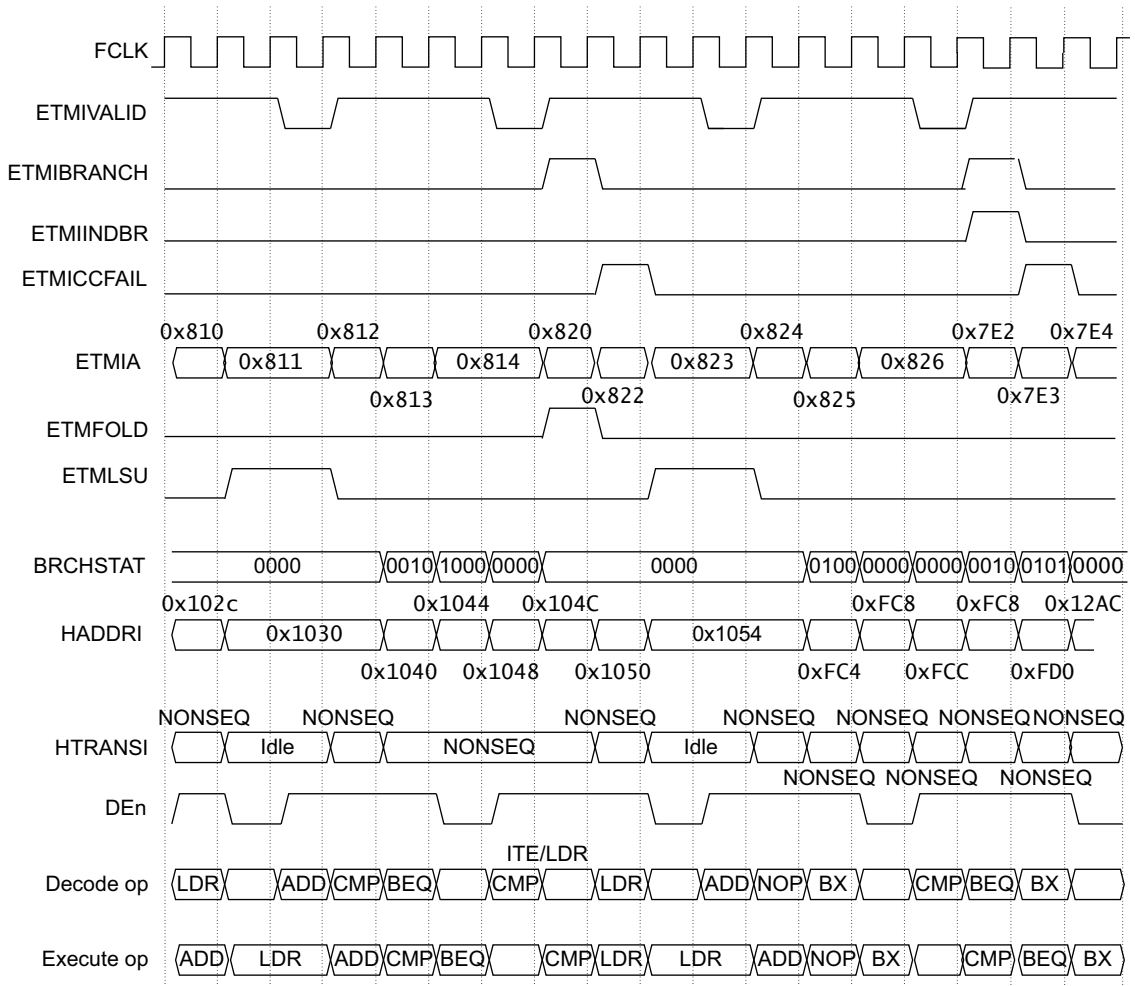 FCLK
ETMIVALID
ETMIBRANCH
ETMIINDBR
ETMICCFAIL
0x810 0x812 0x820 0x824 0x7E2 0x7E4
ETMIA 0x811 0x814 0x823 0x826
0x813 0x822 0x825 0x7E3
ETMFOLD
ETMLSU
BRCHSTAT 0000 0010 1000 0000 0000 0100 0000 0000 0010 0101 0000
0x102c 0x1044 0x104C 0xFC8 0xFC8 0x12AC
HADDRI 0x1030 0x1054
0x1040 0x1048 0x1050 0xFC4 0xFCC 0xFD0
NONSEQ NONSEQ NONSEQ NONSEQ NONSEQ NONSEQ NONSEQ
HTRANSI Idle NONSEQ Idle
NONSEQ NONSEQ NONSEQ
DEn
ITE/LDR
Decode op LDR ADD CMP BEQ CMP LDR ADD NOP BX CMP BEQ BX
Execute op ADD LDR ADD CMP BEQ CMP LDR LDR ADD NOP BX CMP BEQ BX